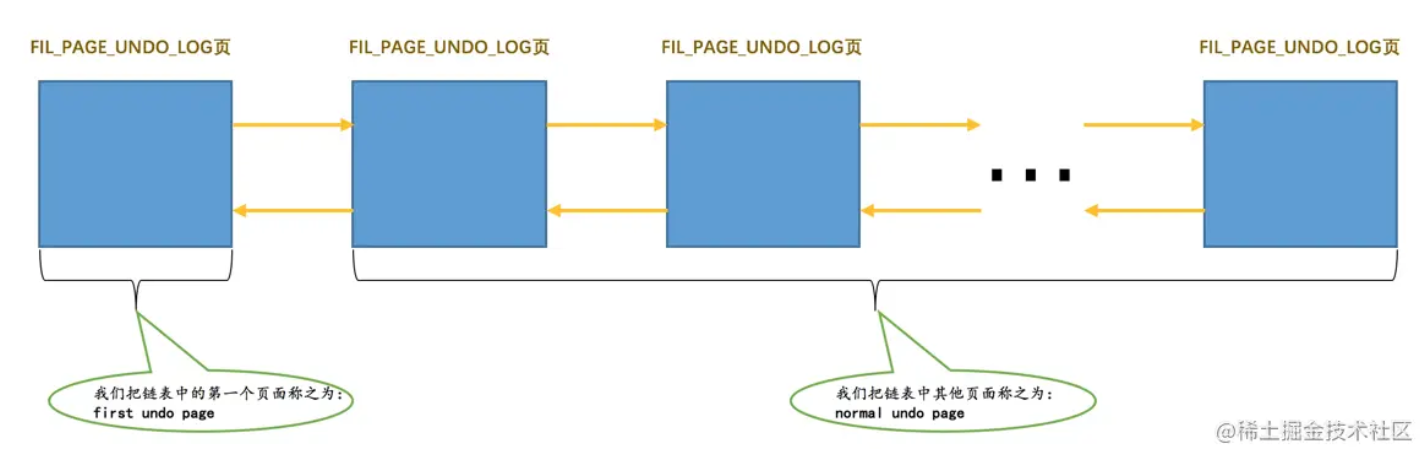 FIL_PAGE_UNDO_LOG页
FIL_PAGE_UNDO_LOG页
FIL_PAGE_UNDO_LOG页
FIL_PAGE_UNDO_LOG页
我们把链表中的第一个页面称之为:
first undo page
我们把链表中其他页面称之为:
normal undo page
@稀土掘金技术社区